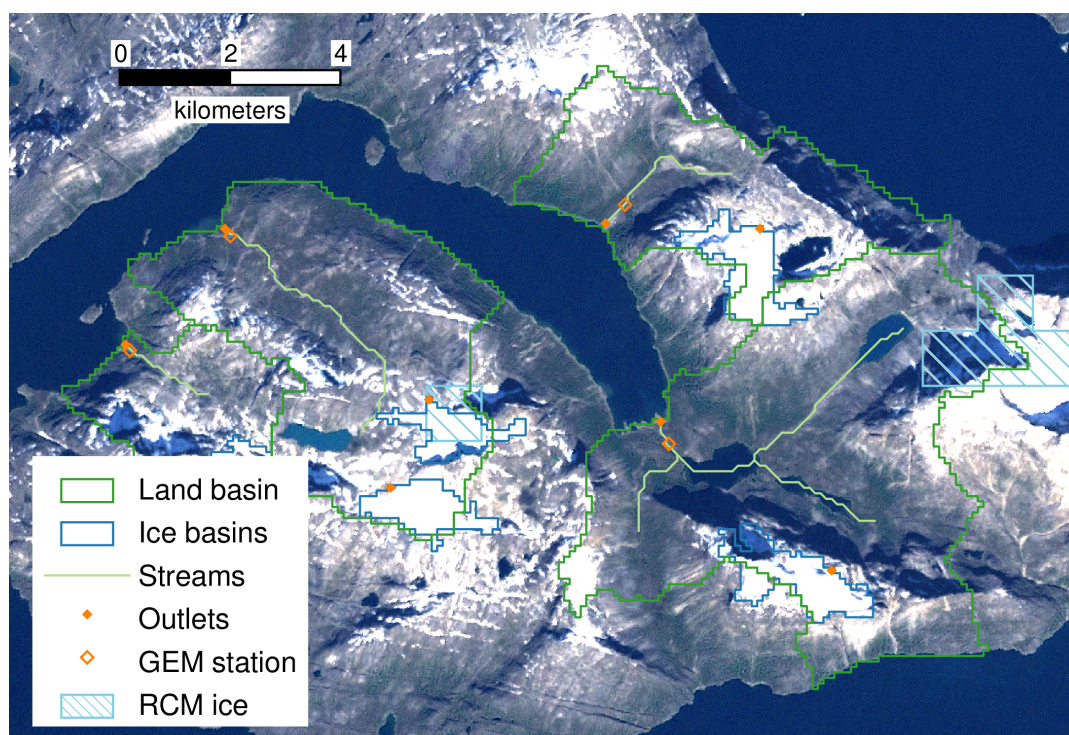 0 2 4
kilometers
Land basin
Ice basins
Streams
Outlets
GEM station
RCM ice